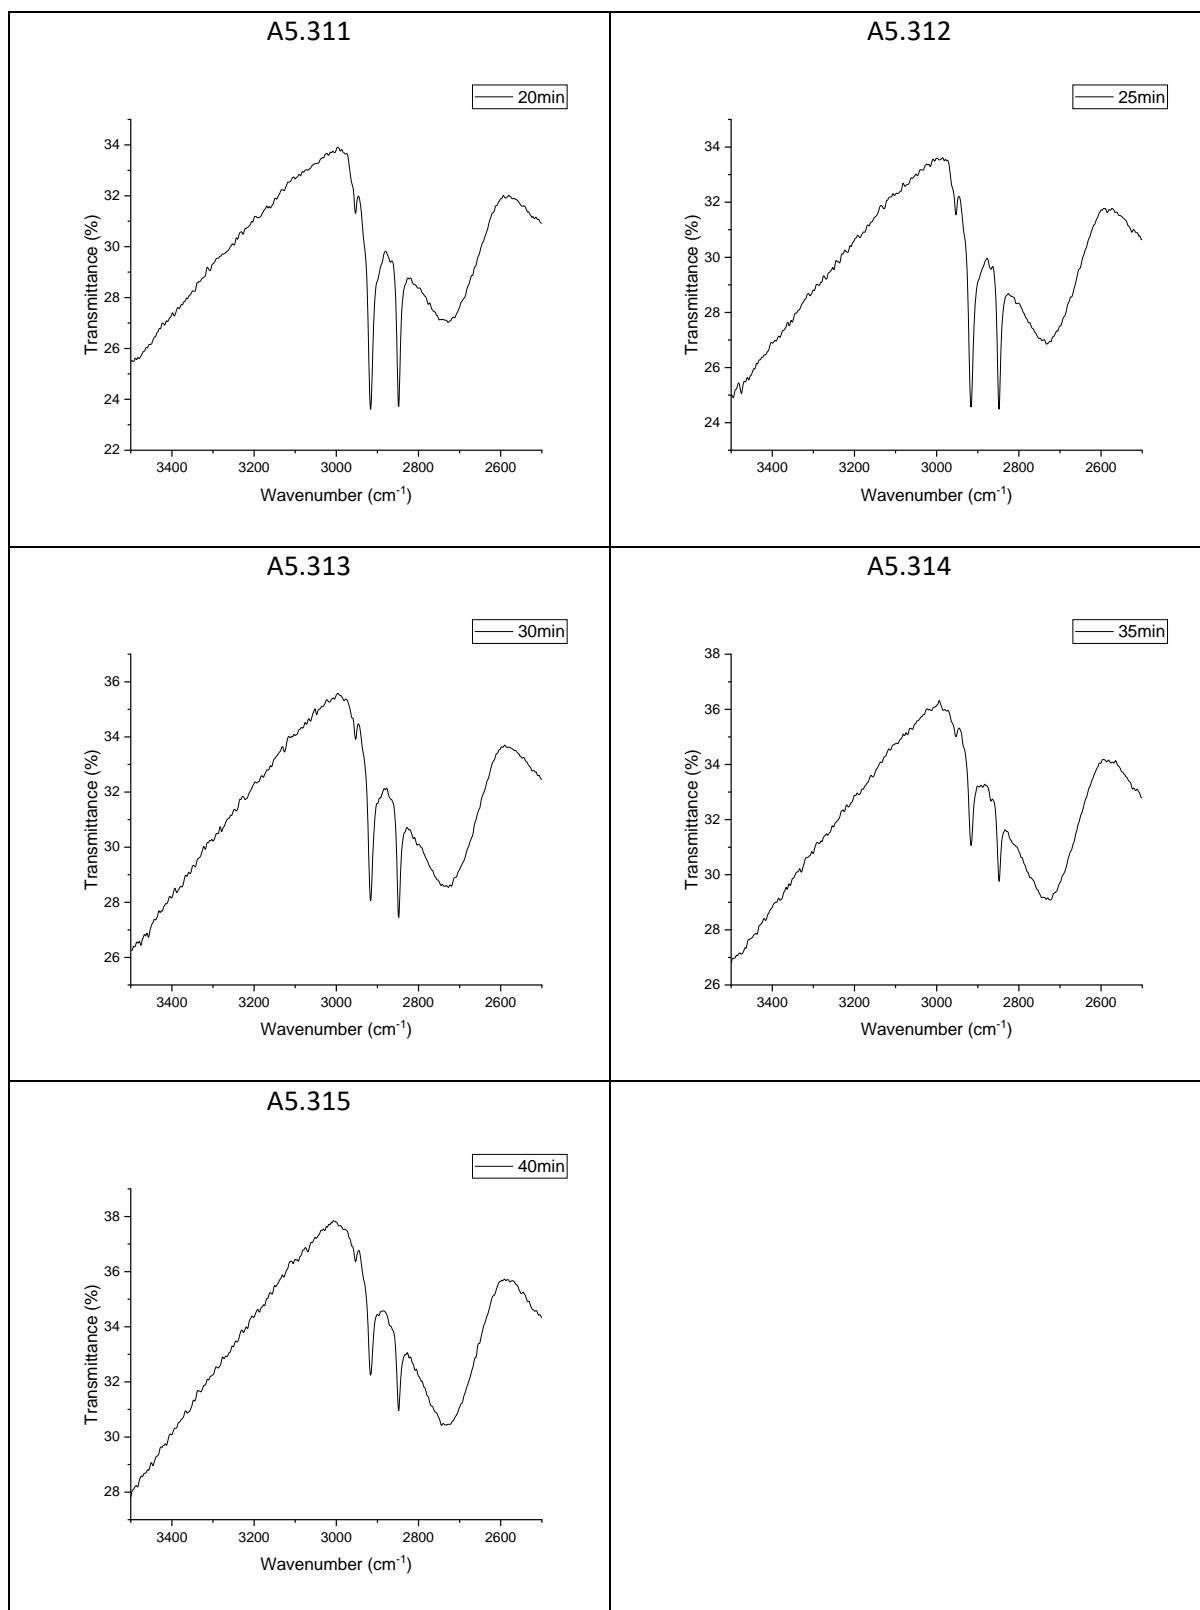 A5.311
20min
34
32
30
28
26
24
22
Transmittance (%)
3400 3200 3000 2800 2600
Wavenumber (cm⁻¹)
A5.312
25min
34
32
30
28
26
24
Transmittance (%)
3400 3200 3000 2800 2600
Wavenumber (cm⁻¹)
A5.313
30min
36
34
32
30
28
26
Transmittance (%)
3400 3200 3000 2800 2600
Wavenumber (cm⁻¹)
A5.314
35min
38
36
34
32
30
28
26
Transmittance (%)
3400 3200 3000 2800 2600
Wavenumber (cm⁻¹)
A5.315
40min
38
36
34
32
30
28
Transmittance (%)
3400 3200 3000 2800 2600
Wavenumber (cm⁻¹)